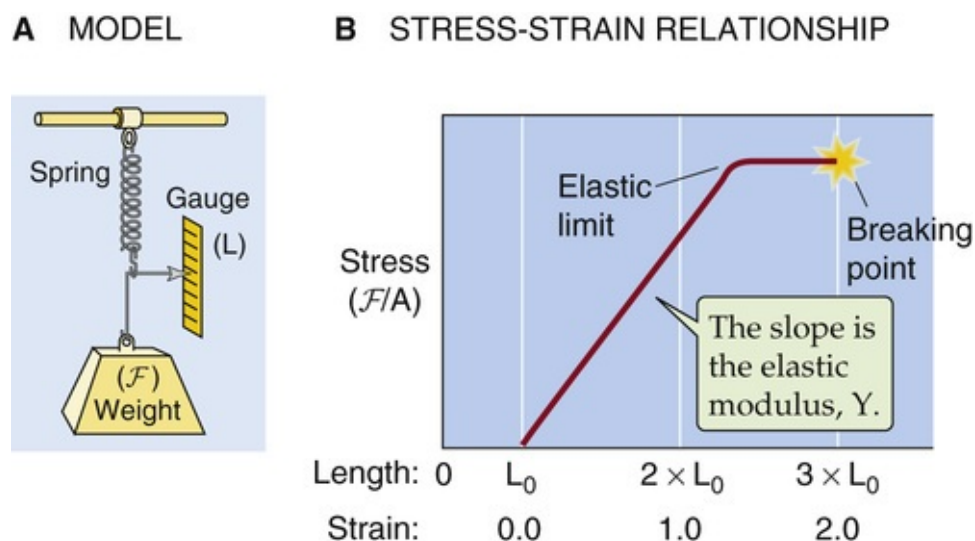 A MODEL
Spring
Gauge
(L)
(ℱ)
Weight
B STRESS-STRAIN RELATIONSHIP
Stress
(ℱ/A)
Elastic
limit
Breaking
point
The slope is
the elastic
modulus, Y.
Length: 0 L₀ 2 × L₀ 3 × L₀
Strain: 0.0 1.0 2.0